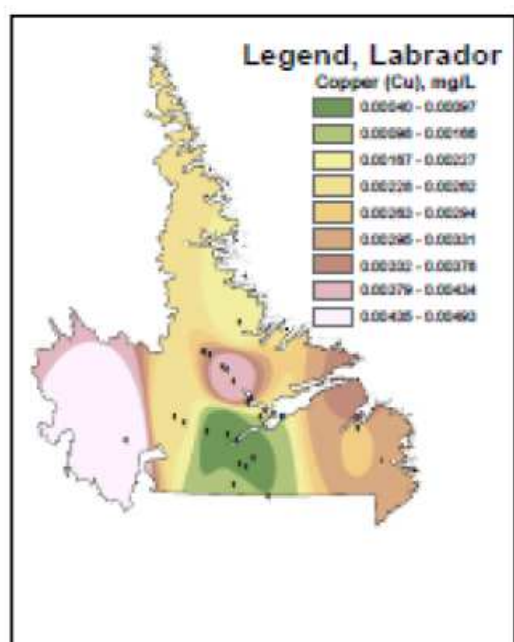 Legend, Labrador
Copper (Cu), mg/L
0.00040 - 0.00097
0.00098 - 0.00166
0.00167 - 0.00227
0.00228 - 0.00262
0.00263 - 0.00294
0.00295 - 0.00331
0.00332 - 0.00378
0.00379 - 0.00434
0.00435 - 0.00493